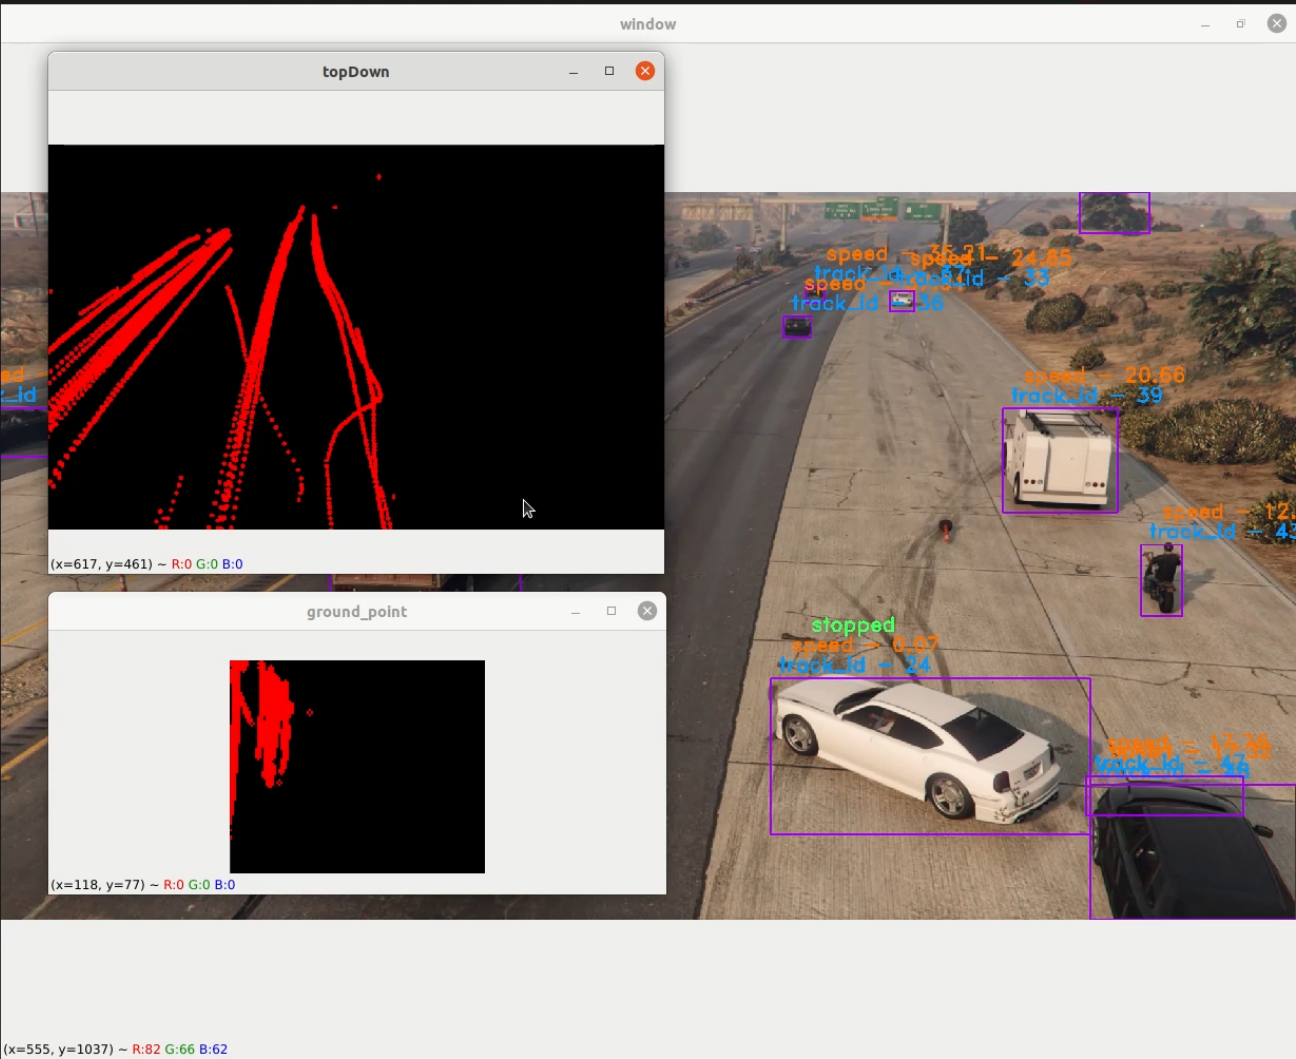 window
topDown
speed - 35.21
speed - 24.85
track_id - 37
track_id - 33
speed -
track_id - 36
speed - 20.66
track_id - 39
ed
_id
speed - 12.
track_id - 43
(x=617, y=461) ~ R:0 G:0 B:0
ground_point
stopped
speed - 0.07
track_id - 24
speed - 17.76
track_id - 47
(x=118, y=77) ~ R:0 G:0 B:0
(x=555, y=1037) ~ R:82 G:66 B:62